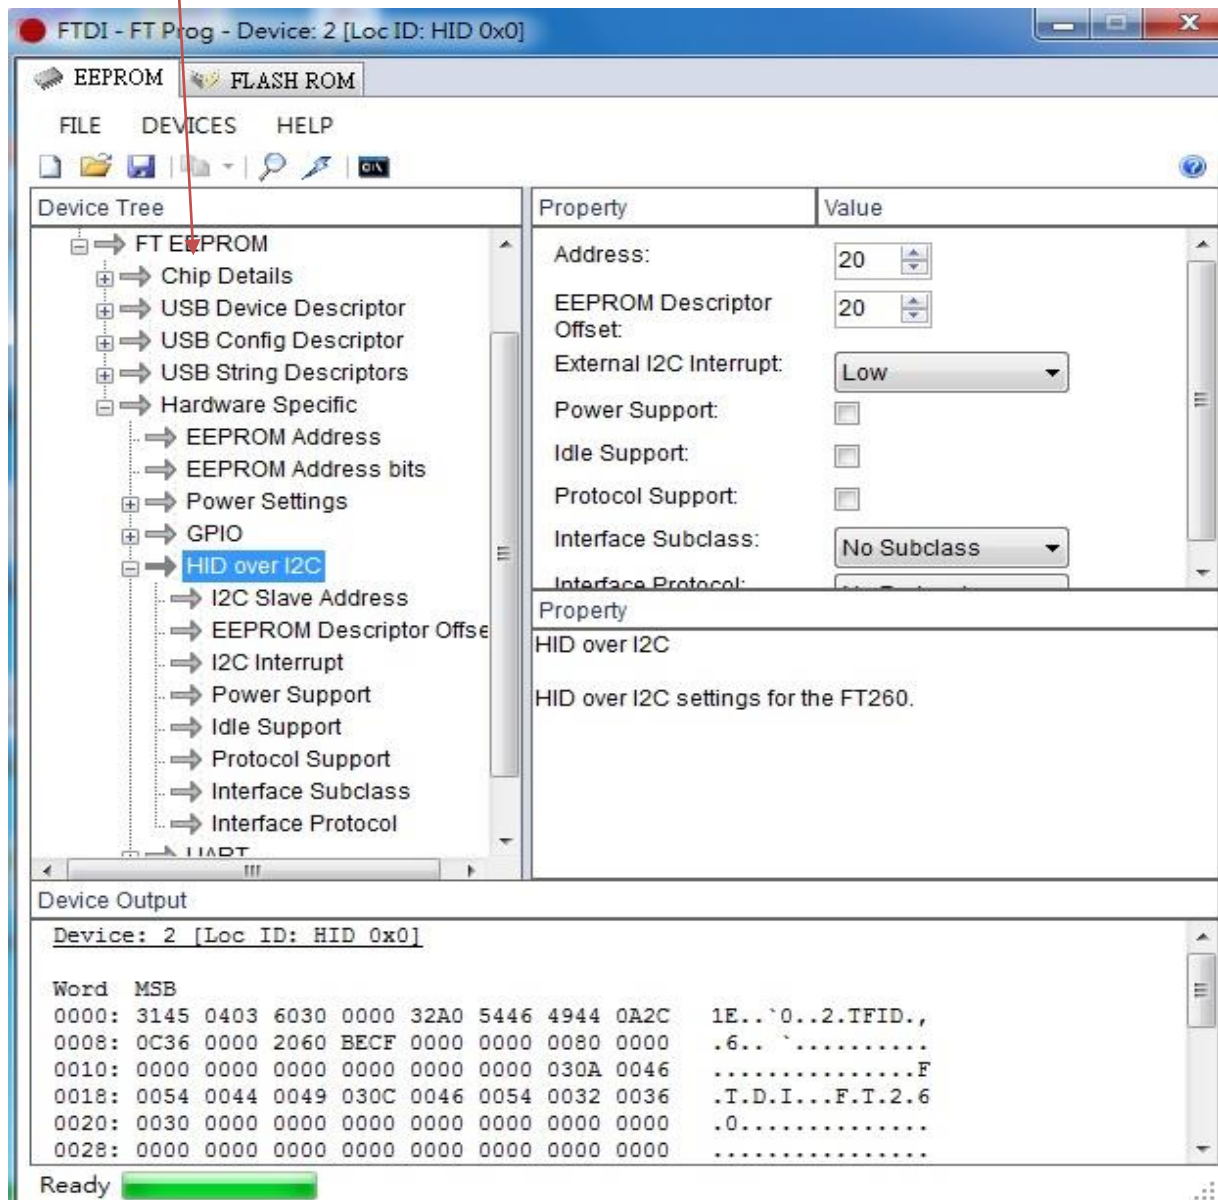 FTDI - FT Prog - Device: 2 [Loc ID: HID 0x0]
EEPROM
FLASH ROM
FILE DEVICES HELP
Device Tree
FT EEPROM
Chip Details
USB Device Descriptor
USB Config Descriptor
USB String Descriptors
Hardware Specific
EEPROM Address
EEPROM Address bits
Power Settings
GPIO
HID over I2C
I2C Slave Address
EEPROM Descriptor Offse
I2C Interrupt
Power Support
Idle Support
Protocol Support
Interface Subclass
Interface Protocol
UART
Property Value
Address: 20
EEPROM Descriptor
Offset: 20
External I2C Interrupt: Low
Power Support:
Idle Support:
Protocol Support:
Interface Subclass: No Subclass
Interface Protocol:
Property
HID over I2C
HID over I2C settings for the FT260.
Device Output
Device: 2 [Loc ID: HID 0x0]
Word MSB
0000: 3145 0403 6030 0000 32A0 5446 4944 0A2C 1E..`0..2.TFID.,
0008: 0C36 0000 2060 BECF 0000 0000 0080 0000 .6.. `..........
0010: 0000 0000 0000 0000 0000 0000 030A 0046 ...............F
0018: 0054 0044 0049 030C 0046 0054 0032 0036 .T.D.I...F.T.2.6
0020: 0030 0000 0000 0000 0000 0000 0000 0000 .0..............
0028: 0000 0000 0000 0000 0000 0000 0000 0000 ................
Ready